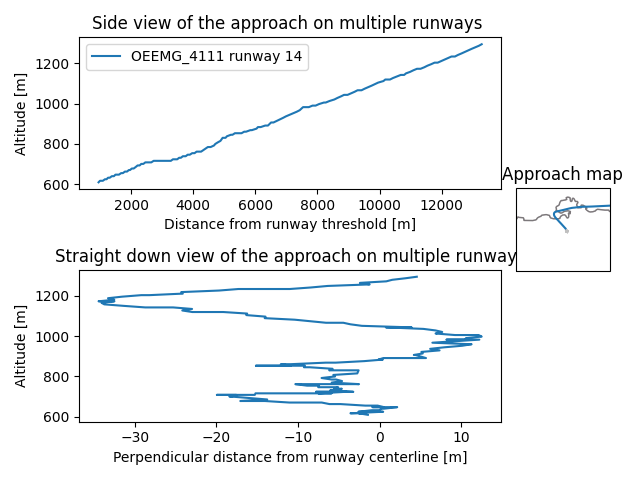 Side view of the approach on multiple runways
OEEMG_4111 runway 14
Altitude [m]
1200
1000
800
600
2000 4000 6000 8000 10000 12000
Distance from runway threshold [m]
Approach map
Straight down view of the approach on multiple runway
Altitude [m]
1200
1000
800
600
−30 −20 −10 0 10
Perpendicular distance from runway centerline [m]